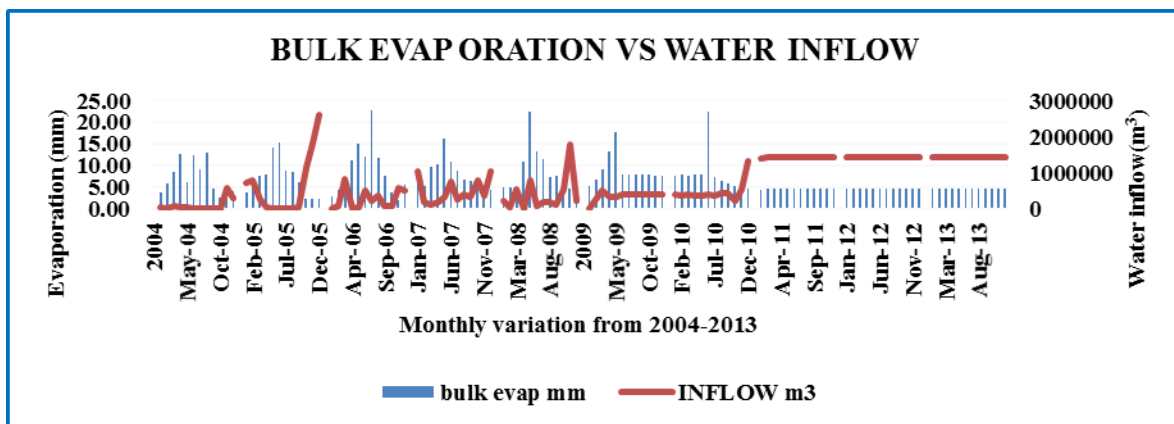 BULK EVAP ORATION VS WATER INFLOW
Evaporation (mm)
25.00
20.00
15.00
10.00
5.00
0.00
3000000
2000000
1000000
0
Water inflow(m³)
2004
May-04
Oct-04
Feb-05
Jul-05
Dec-05
Apr-06
Sep-06
Jan-07
Jun-07
Nov-07
Mar-08
Aug-08
2009
May-09
Oct-09
Feb-10
Jul-10
Dec-10
Apr-11
Sep-11
Jan-12
Jun-12
Nov-12
Mar-13
Aug-13
Monthly variation from 2004-2013
bulk evap mm
INFLOW m3